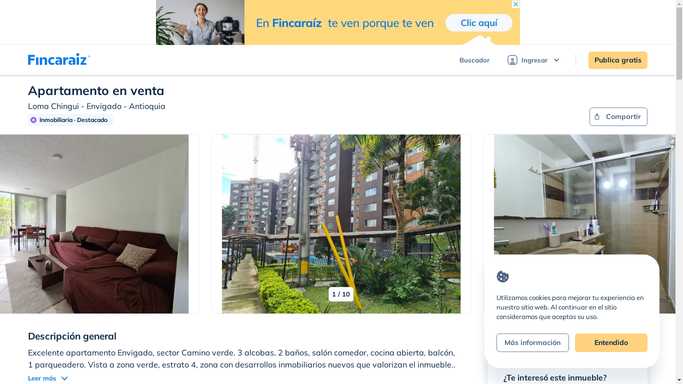 En Fincaraíz te ven porque te ven
Clic aquí
Fincaraiz
Buscador
Ingresar
Publica gratis
Apartamento en venta
Loma Chingui - Envigado - Antioquia
Inmobiliaria · Destacado
Compartir
1 / 10
Utilizamos cookies para mejorar tu experiencia en
nuestro sitio web. Al continuar en el sitio
consideramos que aceptas su uso.
Más información
Entendido
Descripción general
Excelente apartamento Envigado, sector Camino verde. 3 alcobas, 2 baños, salón comedor, cocina abierta, balcón,
1 parqueadero. Vista a zona verde, estrato 4, zona con desarrollos inmobiliarios nuevos que valorizan el inmueble..
Leer más
¿Te interesó este inmueble?